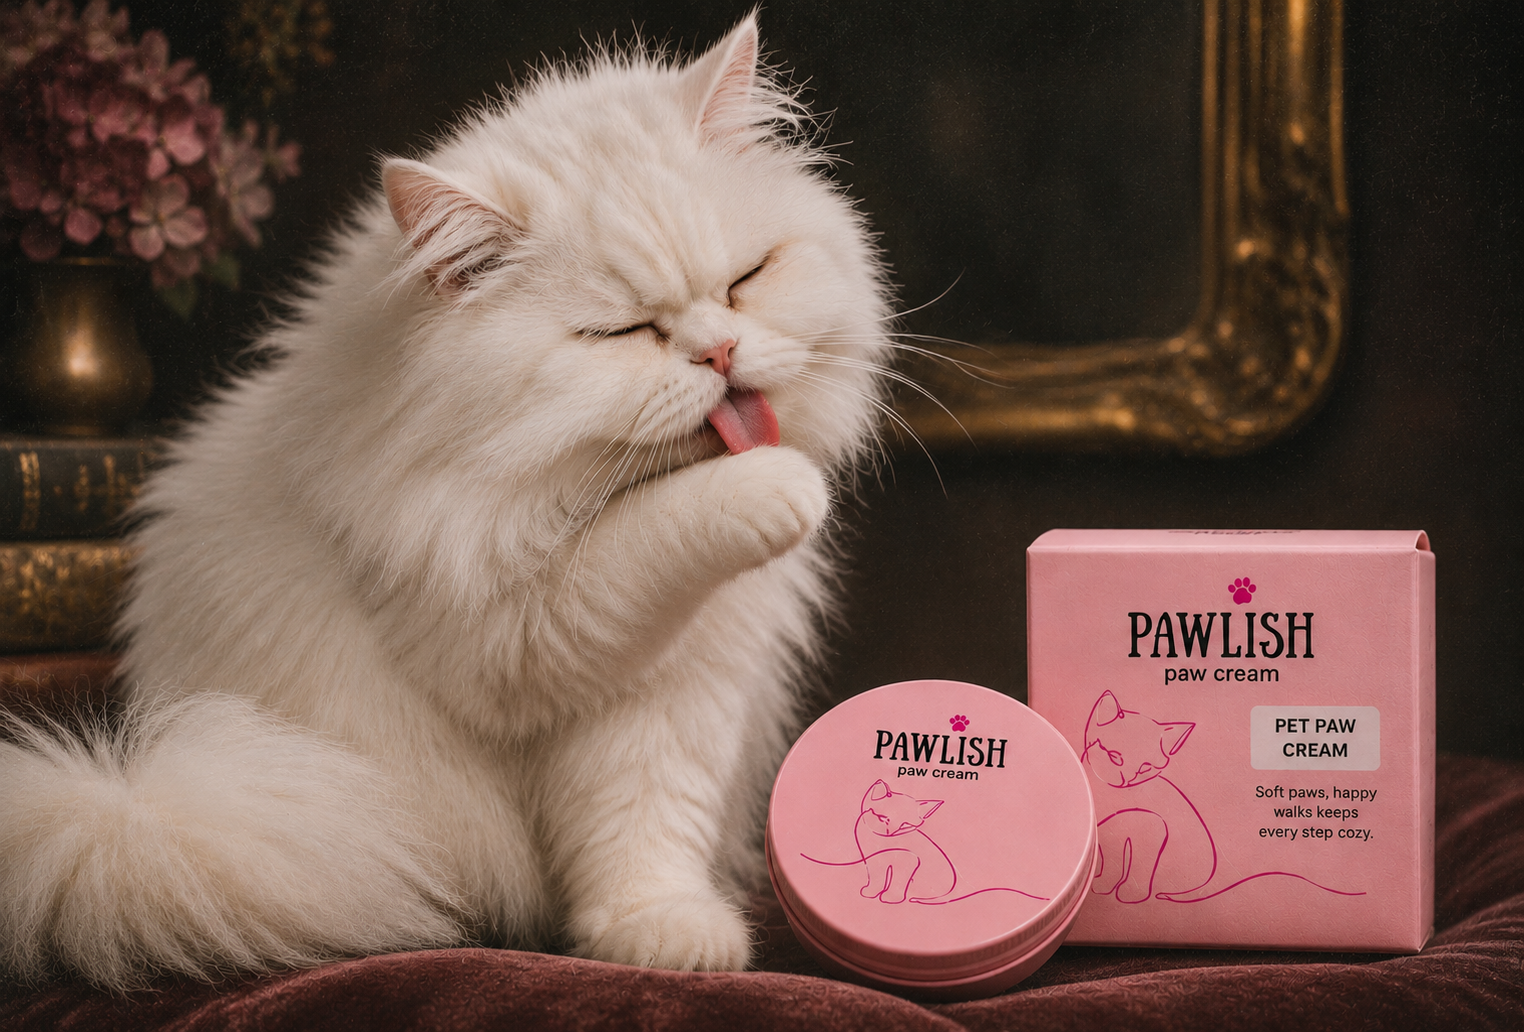 PAWLISH
paw cream
PAWLISH
paw cream
PET PAW
CREAM
Soft paws, happy
walks keeps
every step cozy.